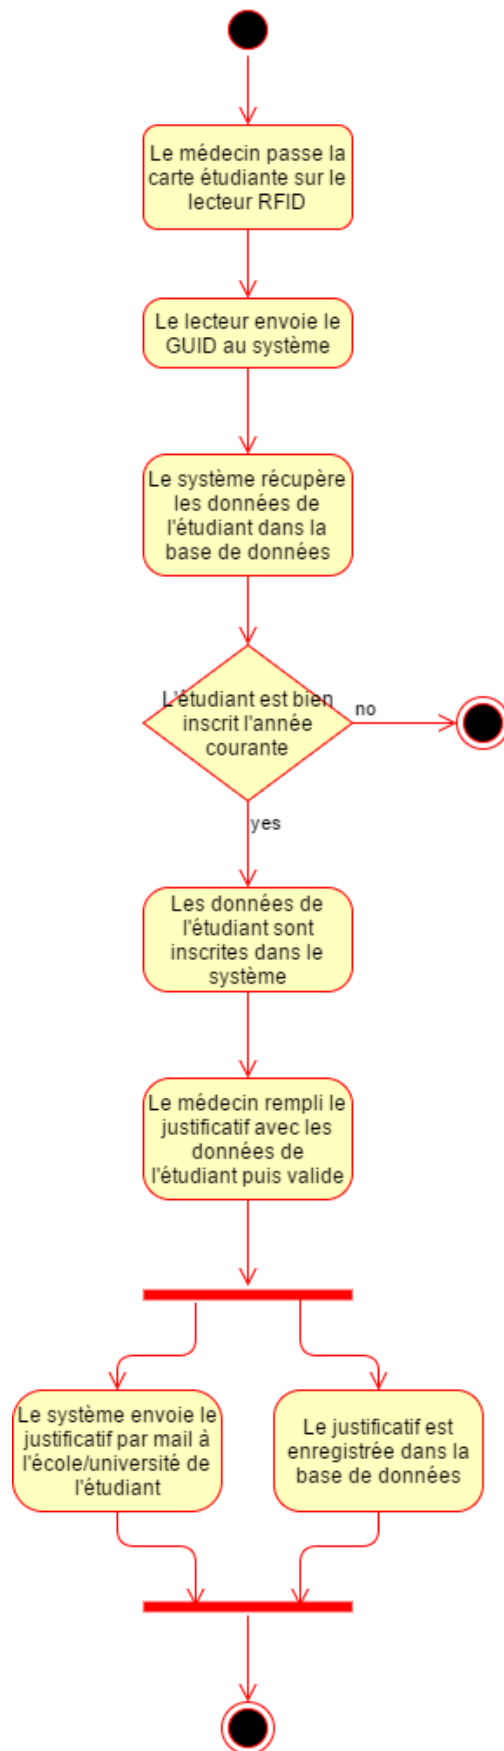 Le médecin passe la
carte étudiante sur le
lecteur RFID
Le lecteur envoie le
GUID au système
Le système récupère
les données de
l'étudiant dans la
base de données
L'étudiant est bien
inscrit l'année
courante
no
yes
Les données de
l'étudiant sont
inscrites dans le
système
Le médecin rempli le
justificatif avec les
données de
l'étudiant puis valide
Le système envoie le
justificatif par mail à
l'école/université de
l'étudiant
Le justificatif est
enregistrée dans la
base de données